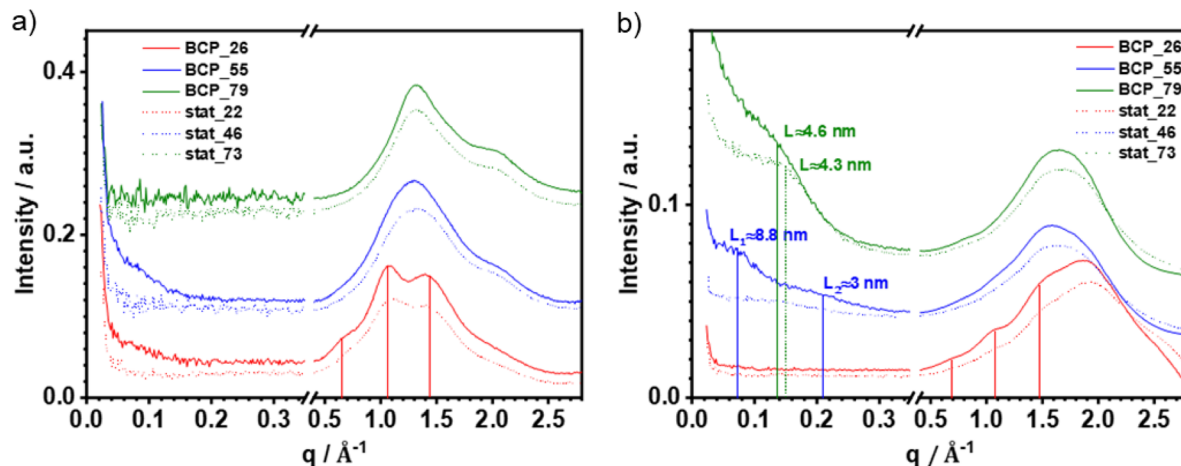 a)
BCP_26
BCP_55
BCP_79
stat_22
stat_46
stat_73
Intensity / a.u.
0.4
0.2
0.0
0.0 0.1 0.2 0.3 0.5 1.0 1.5 2.0 2.5
q / Å⁻¹
b)
BCP_26
BCP_55
BCP_79
stat_22
stat_46
stat_73
L≈4.6 nm
L≈4.3 nm
L₁≈8.8 nm
L₂≈3 nm
Intensity / a.u.
0.1
0.0
0.0 0.1 0.2 0.3 0.5 1.0 1.5 2.0 2.5
q / Å⁻¹